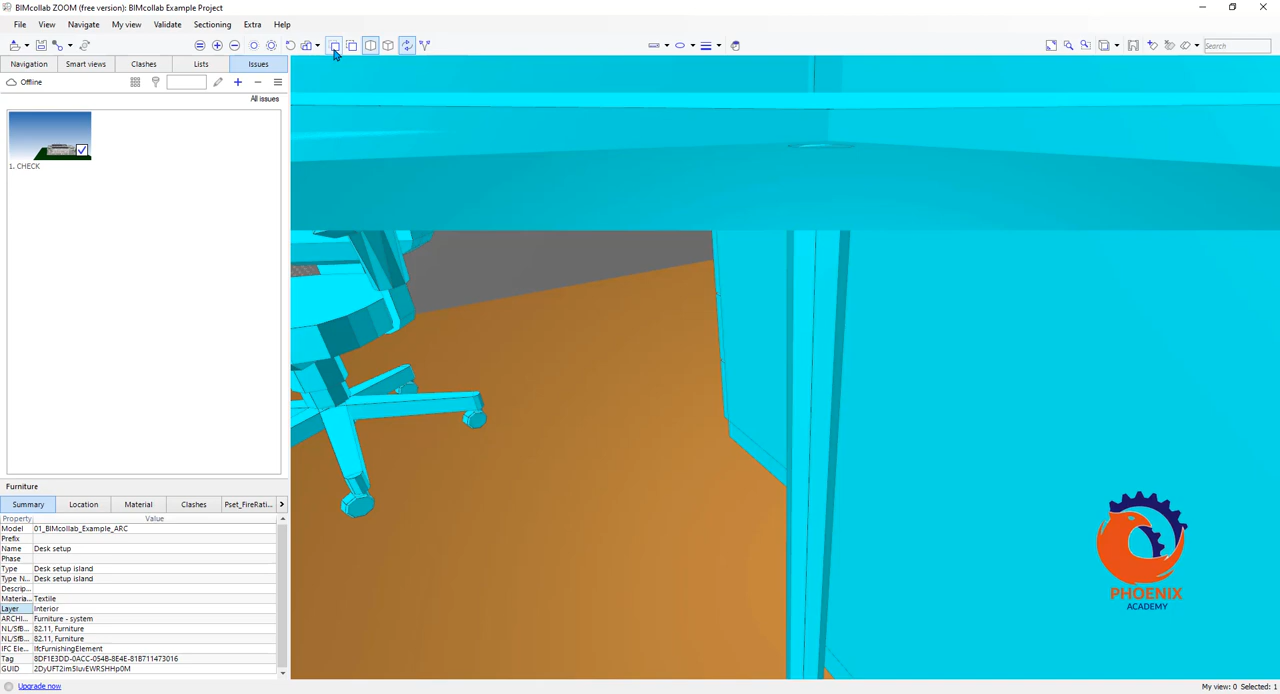 BIMcollab ZOOM (free version): BIMcollab Example Project
File View Navigate My view Validate Sectioning Extra Help
Search
Navigation Smart views Clashes Lists Issues
Offline
All issues
1. CHECK
Furniture
Summary Location Material Clashes Pset_FireRati...
Property Value
Model 01_BIMcollab_Example_ARC
Prefix
Name Desk setup
Phase
Type Desk setup island
Type N... Desk setup island
Descrip...
Materia... Textile
Layer Interior
ARCHI... Furniture - system
NL/SfB... 82.11, Furniture
NL/SfB... 82.11, Furniture
IFC Ele... IfcFurnishingElement
Tag 8DF1E3DD-0ACC-054B-8E4E-81B711473016
GUID 2DyUFT2im5IuvEWRSHHp0M
Upgrade now
My view: 0 Selected: 1
PHOENIX
ACADEMY